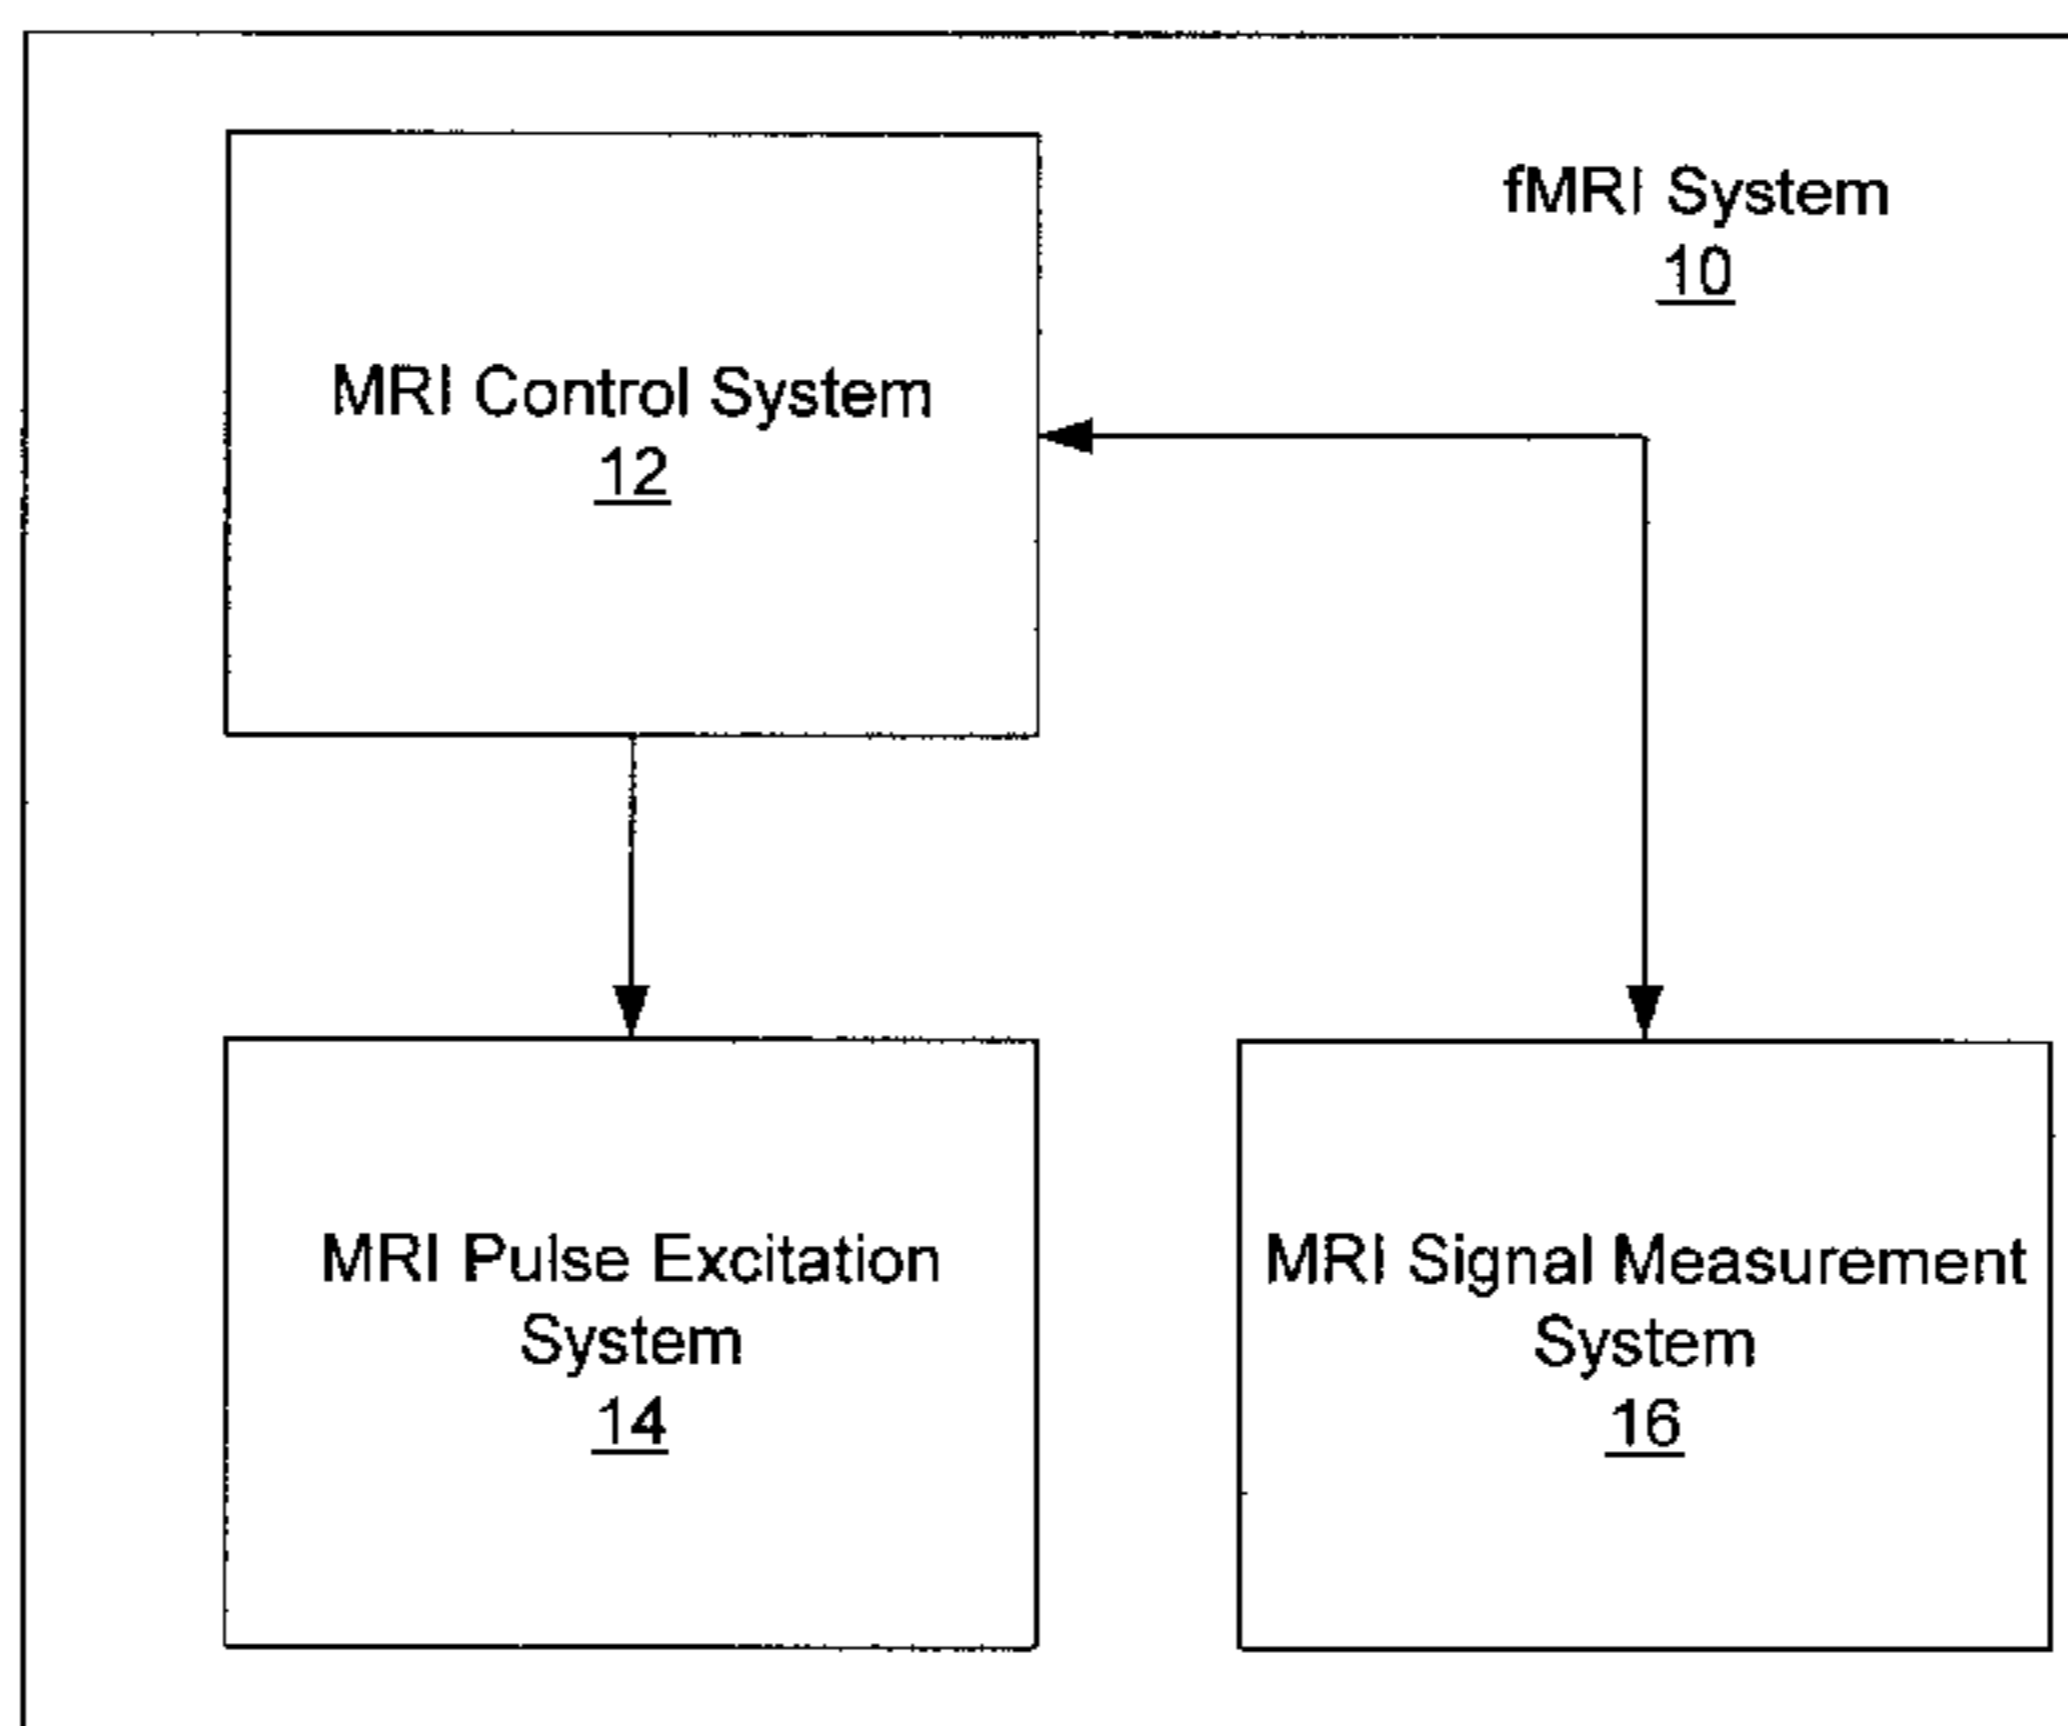 fMRI System
10
MRI Control System
12
MRI Pulse Excitation
System
14
MRI Signal Measurement
System
16